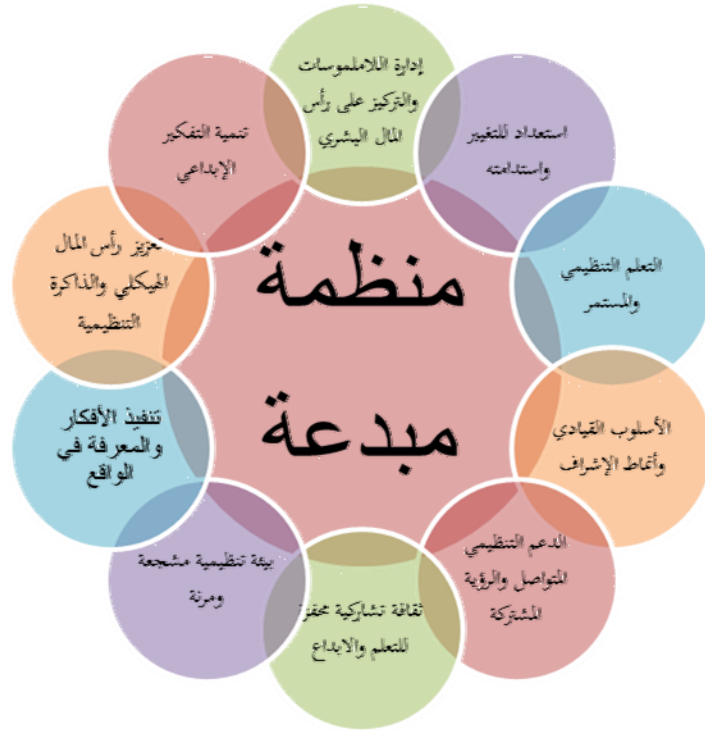 إدارة اللاملموسات
والتركيز على رأس
المال البشري
استعداد للتغيير
واستدامته
التعلم التنظيمي
والمستمر
الأسلوب القيادي
وأنماط الإشراف
الدعم التنظيمي
المتواصل والرؤية
المشتركة
ثقافة تشاركية محفزة
للتعلم والابداع
بيئة تنظيمية مشجعة
ومرنة
تنفيذ الأفكار
والمعرفة في
الواقع
تعزيز رأس المال
الهيكلي والذاكرة
التنظيمية
تنمية التفكير
الإبداعي
منظمة
مبدعة